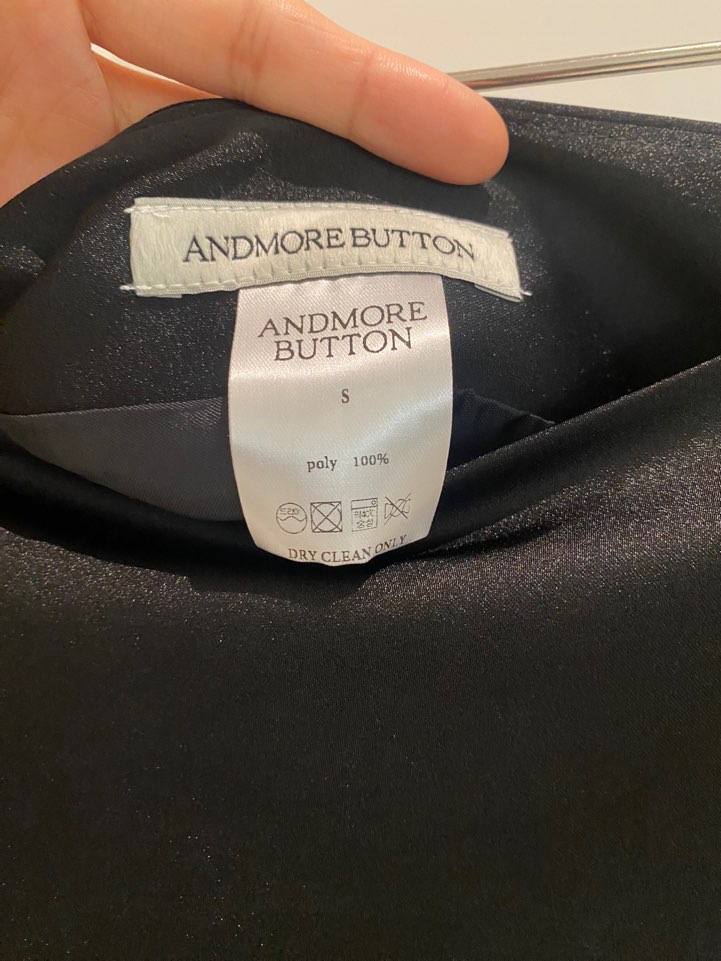 ANDMORE BUTTON
ANDMORE
BUTTON
S
poly 100%
DRY CLEAN ONLY